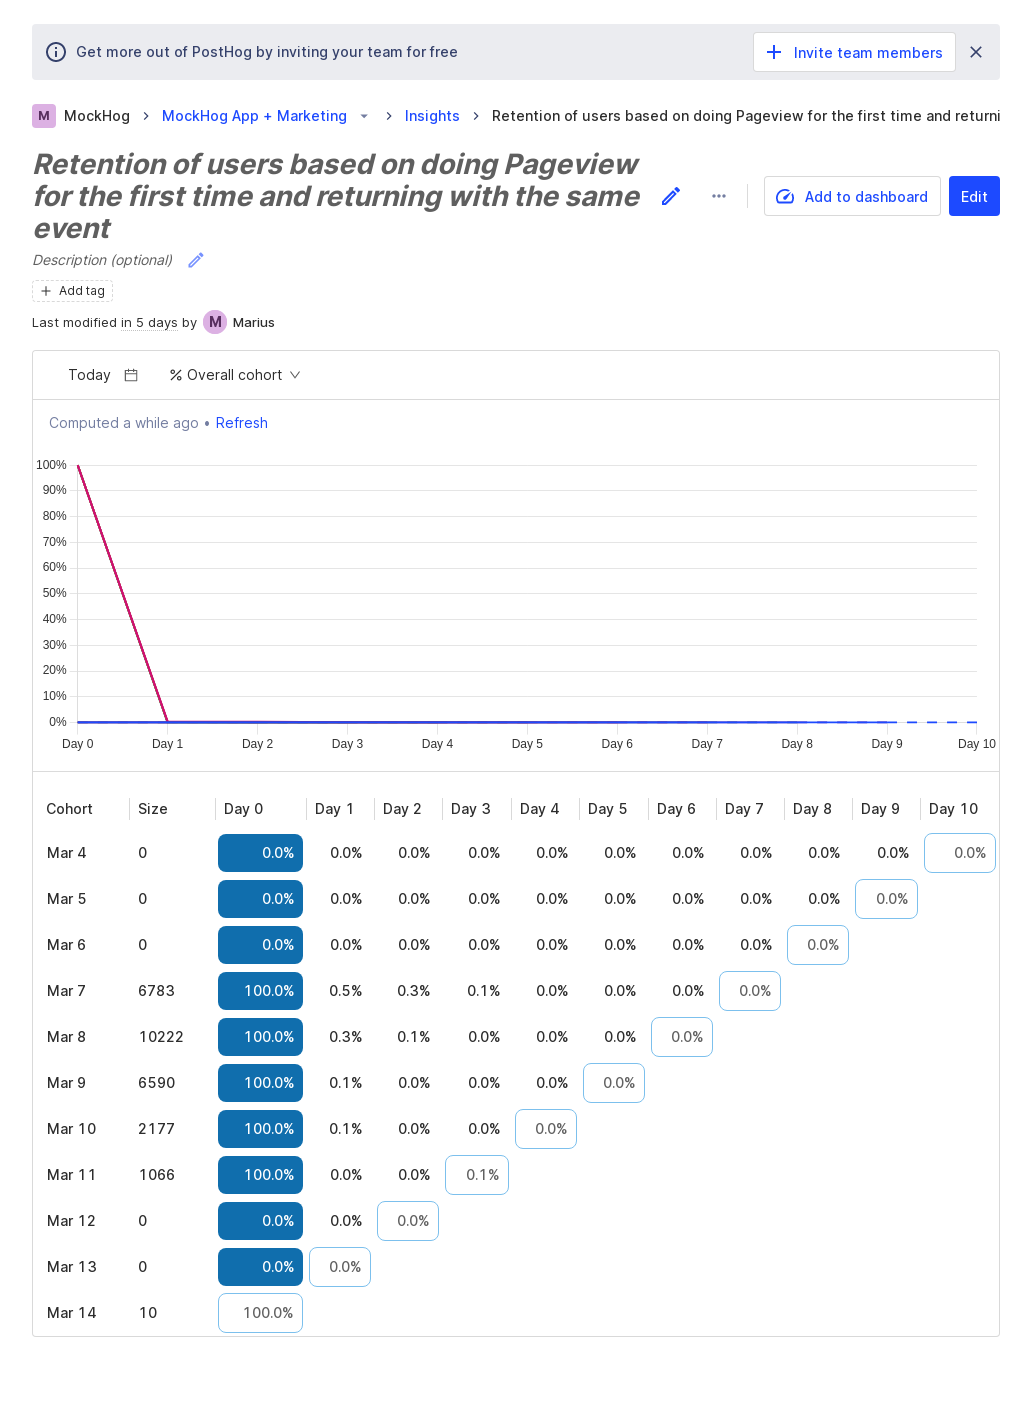 Get more out of PostHog by inviting your team for free
Invite team members
M MockHog MockHog App + Marketing Insights Retention of users based on doing Pageview for the first time and returni
Retention of users based on doing Pageview
for the first time and returning with the same
event
Add to dashboard Edit
Description (optional)
Add tag
Last modified in 5 days by M Marius
Today % Overall cohort
Computed a while ago • Refresh
100%
90%
80%
70%
60%
50%
40%
30%
20%
10%
0%
Day 0 Day 1 Day 2 Day 3 Day 4 Day 5 Day 6 Day 7 Day 8 Day 9 Day 10
Cohort Size Day 0 Day 1 Day 2 Day 3 Day 4 Day 5 Day 6 Day 7 Day 8 Day 9 Day 10
Mar 4 0 0.0% 0.0% 0.0% 0.0% 0.0% 0.0% 0.0% 0.0% 0.0% 0.0% 0.0%
Mar 5 0 0.0% 0.0% 0.0% 0.0% 0.0% 0.0% 0.0% 0.0% 0.0% 0.0%
Mar 6 0 0.0% 0.0% 0.0% 0.0% 0.0% 0.0% 0.0% 0.0% 0.0%
Mar 7 6783 100.0% 0.5% 0.3% 0.1% 0.0% 0.0% 0.0% 0.0%
Mar 8 10222 100.0% 0.3% 0.1% 0.0% 0.0% 0.0% 0.0%
Mar 9 6590 100.0% 0.1% 0.0% 0.0% 0.0% 0.0%
Mar 10 2177 100.0% 0.1% 0.0% 0.0% 0.0%
Mar 11 1066 100.0% 0.0% 0.0% 0.1%
Mar 12 0 0.0% 0.0% 0.0%
Mar 13 0 0.0% 0.0%
Mar 14 10 100.0%